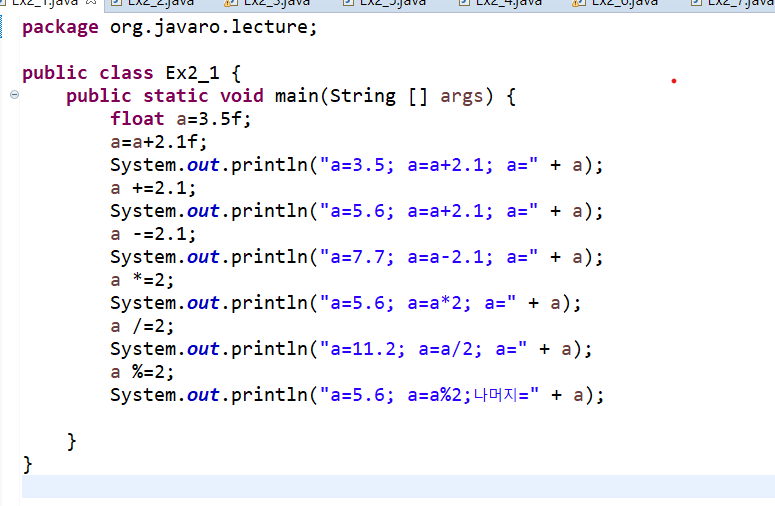 Ex2_1.java Ex2_2.java Ex2_3.java Ex2_5.java Ex2_4.java Ex2_6.java Ex2_7.java
package org.javaro.lecture;
public class Ex2_1 {
public static void main(String [] args) {
float a=3.5f;
a=a+2.1f;
System.out.println("a=3.5; a=a+2.1; a=" + a);
a +=2.1;
System.out.println("a=5.6; a=a+2.1; a=" + a);
a -=2.1;
System.out.println("a=7.7; a=a-2.1; a=" + a);
a *=2;
System.out.println("a=5.6; a=a*2; a=" + a);
a /=2;
System.out.println("a=11.2; a=a/2; a=" + a);
a %=2;
System.out.println("a=5.6; a=a%2;나머지=" + a);
}
}